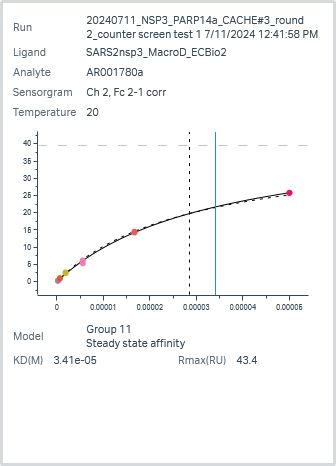 Run 20240711_NSP3_PARP14a_CACHE#3_round
2_counter screen test 1 7/11/2024 12:41:58 PM
Ligand SARS2nsp3_MacroD_ECBio2
Analyte AR001780a
Sensorgram Ch 2, Fc 2-1 corr
Temperature 20
40
35
30
25
20
15
10
5
0
0 0.00001 0.00002 0.00003 0.00004 0.00005
Model Group 11
Steady state affinity
KD(M) 3.41e-05 Rmax(RU) 43.4